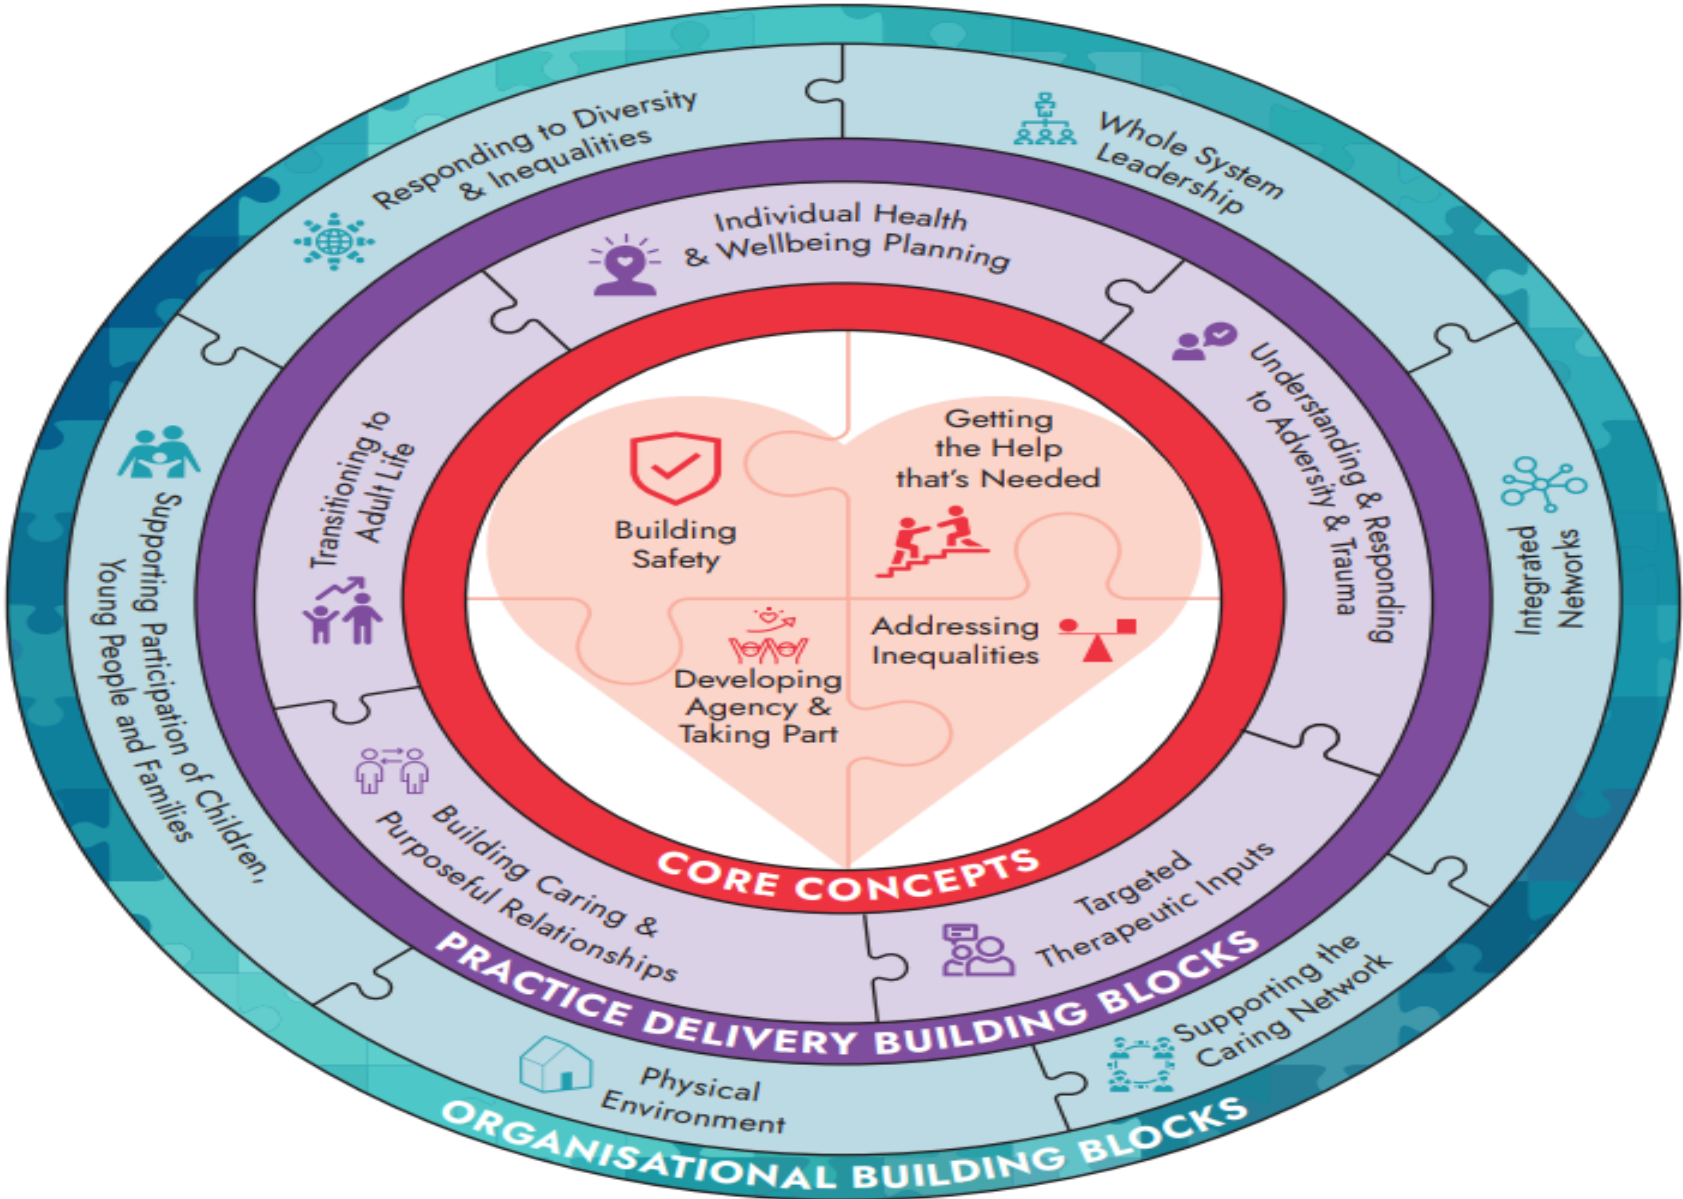 Responding to Diversity
& Inequalities
Whole System
Leadership
Individual Health
& Wellbeing Planning
Understanding & Responding
to Adversity & Trauma
Transitioning to
Adult Life
Getting
the Help
that's Needed
Building
Safety
Integrated
Networks
Supporting Participation of Children,
Young People and Families
Developing
Agency &
Taking Part
Addressing
Inequalities
Building Caring &
Purposeful Relationships
CORE CONCEPTS
Targeted
Therapeutic Inputs
PRACTICE DELIVERY BUILDING BLOCKS
Supporting the
Caring Network
Physical
Environment
ORGANISATIONAL BUILDING BLOCKS